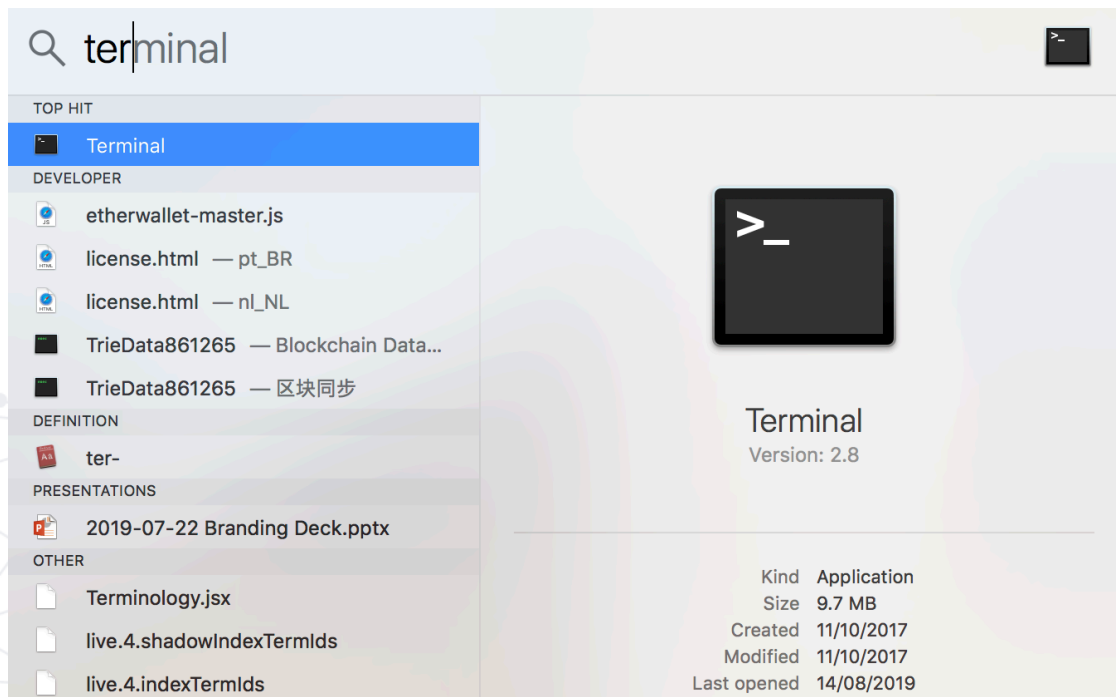 terminal
TOP HIT
Terminal
DEVELOPER
etherwallet-master.js
license.html — pt_BR
license.html — nl_NL
TrieData861265 — Blockchain Data...
TrieData861265 — 区块同步
DEFINITION
ter-
PRESENTATIONS
2019-07-22 Branding Deck.pptx
OTHER
Terminology.jsx
live.4.shadowIndexTermIds
live.4.indexTermIds
>_
Terminal
Version: 2.8
Kind Application
Size 9.7 MB
Created 11/10/2017
Modified 11/10/2017
Last opened 14/08/2019